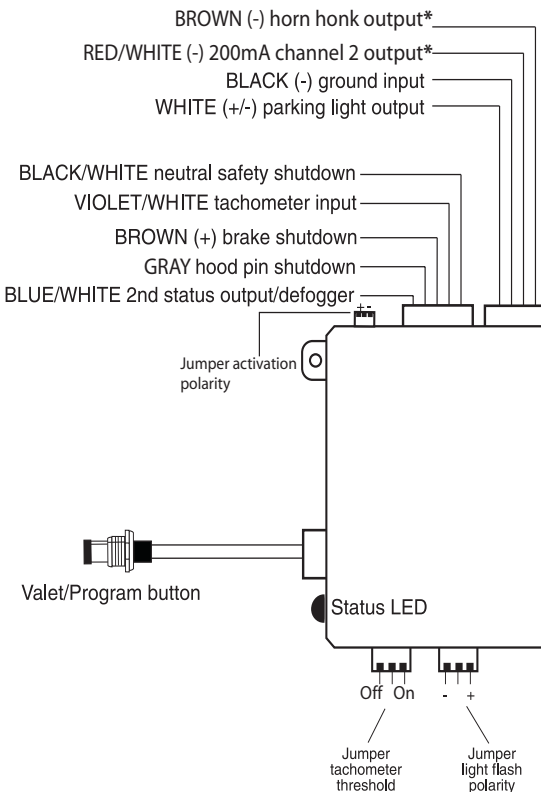 BROWN (-) horn honk output*
RED/WHITE (-) 200mA channel 2 output*
BLACK (-) ground input
WHITE (+/-) parking light output
BLACK/WHITE neutral safety shutdown
VIOLET/WHITE tachometer input
BROWN (+) brake shutdown
GRAY hood pin shutdown
BLUE/WHITE 2nd status output/defogger
+ -
Jumper activation
polarity
Valet/Program button
Status LED
Off On
- +
Jumper
tachometer
threshold
Jumper
light flash
polarity